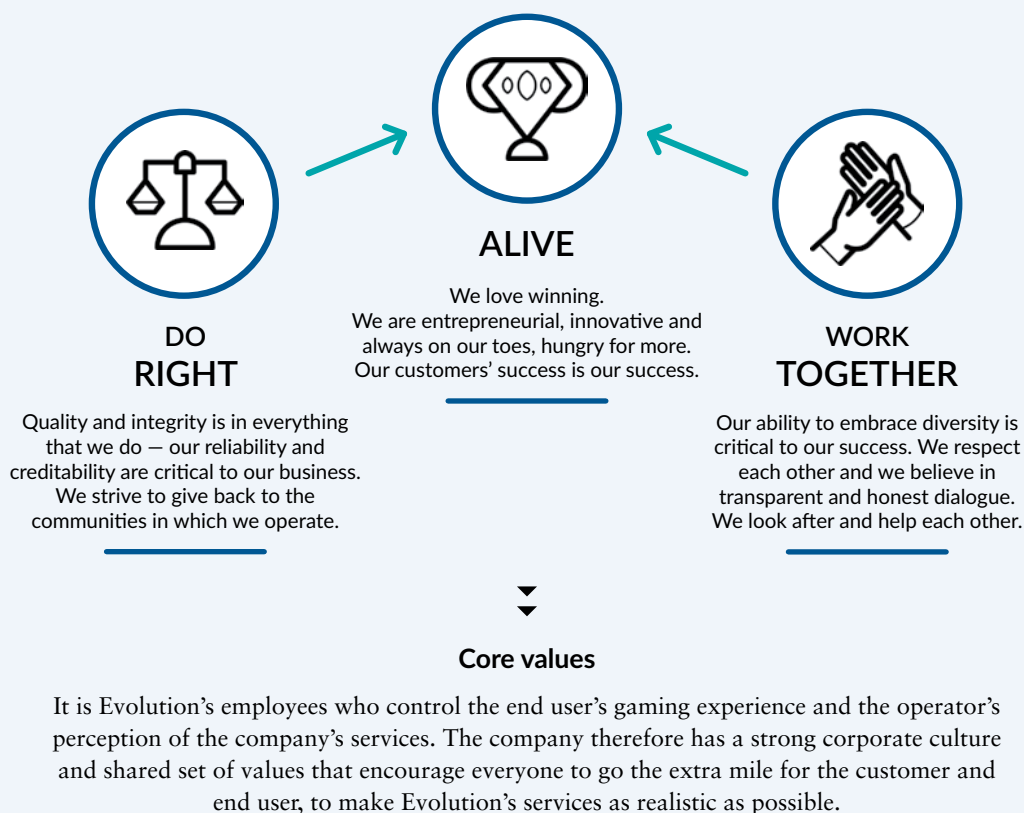 ALIVE
We love winning.
We are entrepreneurial, innovative and
always on our toes, hungry for more.
Our customers’ success is our success.
DO
RIGHT
Quality and integrity is in everything
that we do — our reliability and
creditability are critical to our business.
We strive to give back to the
communities in which we operate.
WORK
TOGETHER
Our ability to embrace diversity is
critical to our success. We respect
each other and we believe in
transparent and honest dialogue.
We look after and help each other.
Core values
It is Evolution’s employees who control the end user’s gaming experience and the operator’s
perception of the company’s services. The company therefore has a strong corporate culture
and shared set of values that encourage everyone to go the extra mile for the customer and
end user, to make Evolution’s services as realistic as possible.